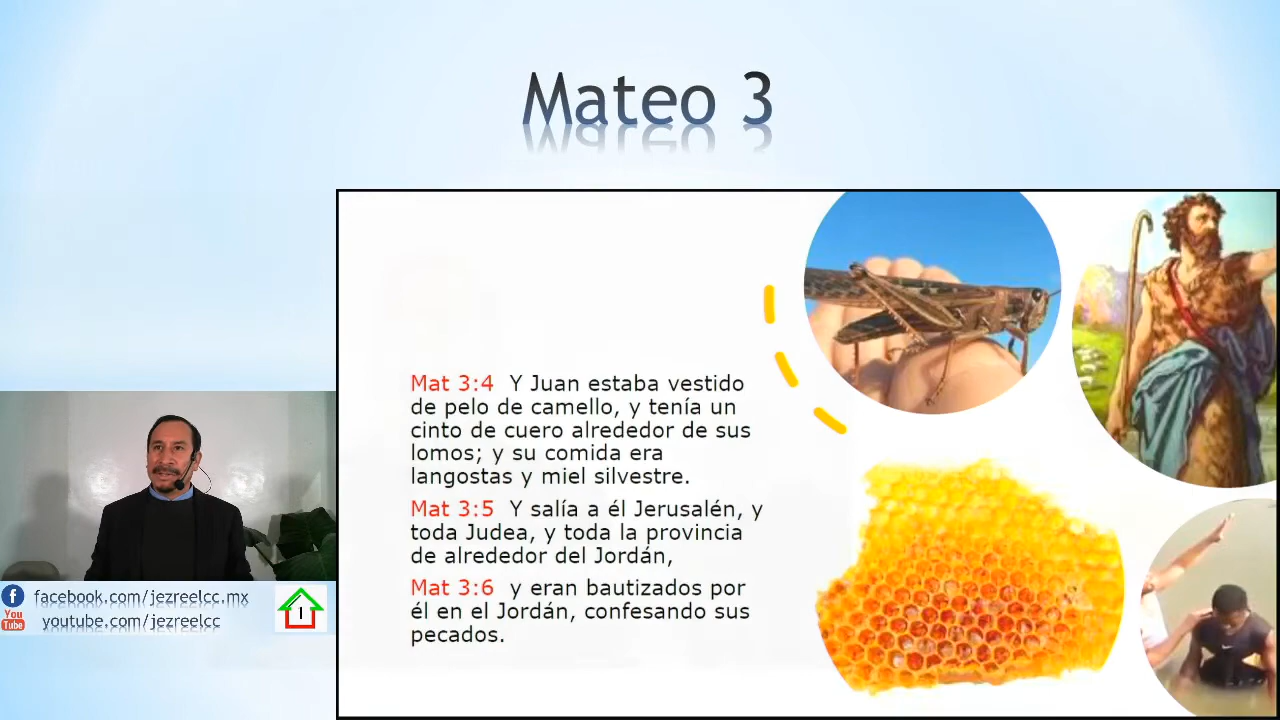 Mateo 3
Mat 3:4 Y Juan estaba vestido
de pelo de camello, y tenía un
cinto de cuero alrededor de sus
lomos; y su comida era
langostas y miel silvestre.
Mat 3:5 Y salía a él Jerusalén, y
toda Judea, y toda la provincia
de alrededor del Jordán,
Mat 3:6 y eran bautizados por
él en el Jordán, confesando sus
pecados.
f facebook.com/jezreelcc.mx
You
Tube youtube.com/jezreelcc